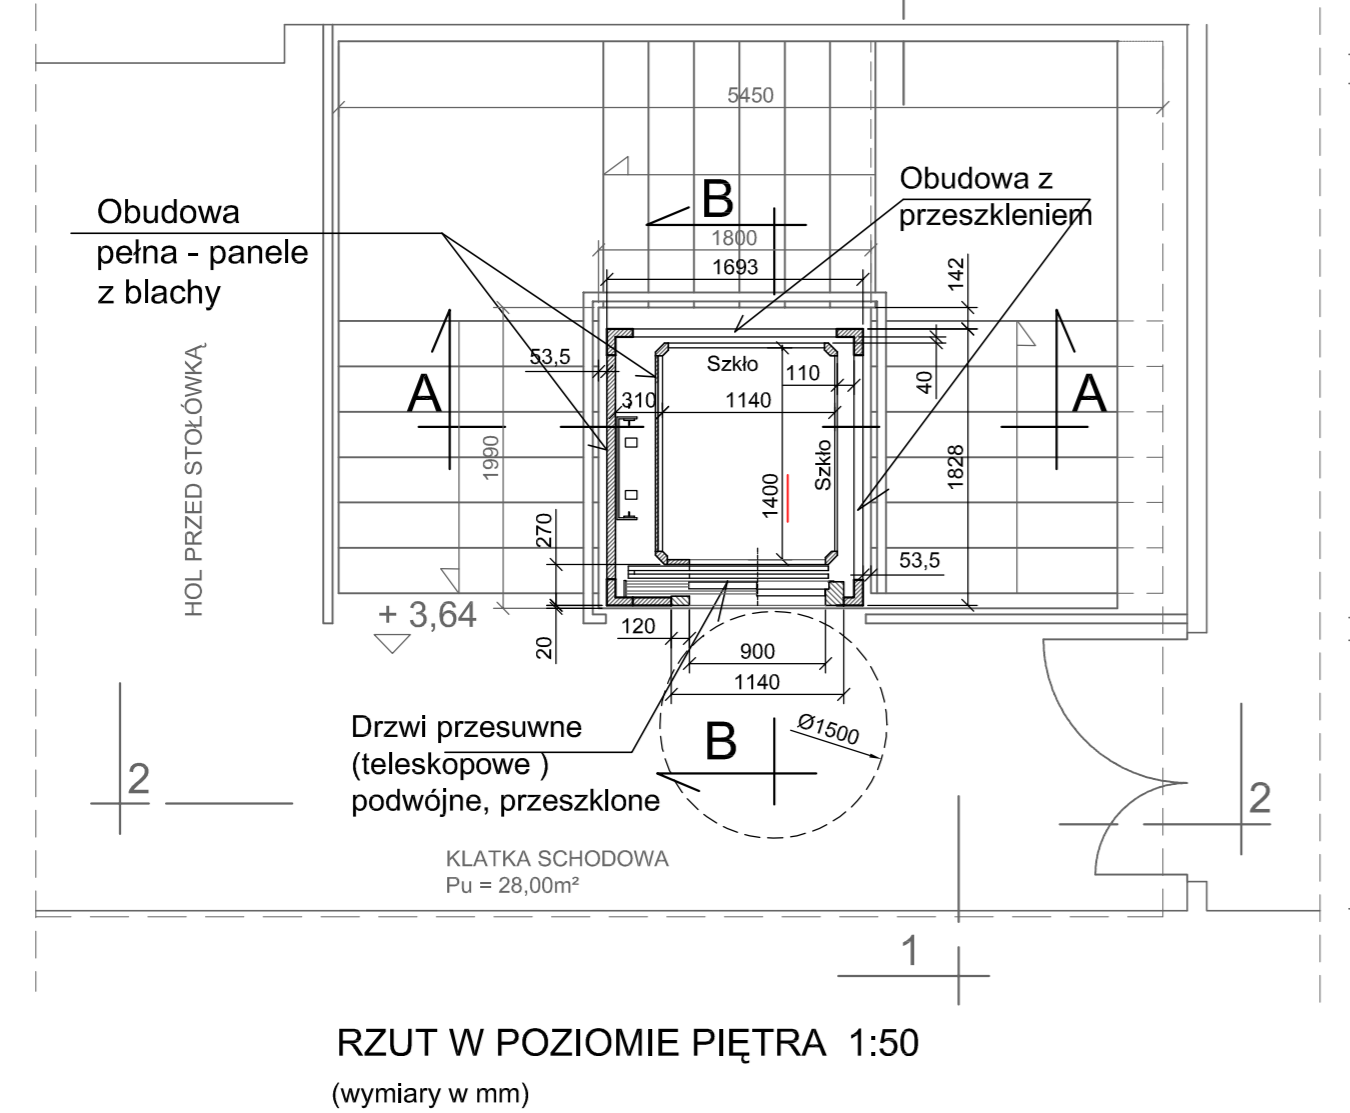 5450
Obudowa z
przeszkleniem
B
Obudowa
pełna - panele
z blachy
1800
1693
142
53,5
Szkło
110
40
A
310
1140
A
HOL PRZED STOŁÓWKĄ
1990
Szkło
1400
1828
270
53,5
+ 3,64
120
20
900
1140
Drzwi przesuwne
(teleskopowe )
podwójne, przeszklone
B
Ø1500
2
2
KLATKA SCHODOWA
Pu = 28,00m²
1
RZUT W POZIOMIE PIĘTRA 1:50
(wymiary w mm)